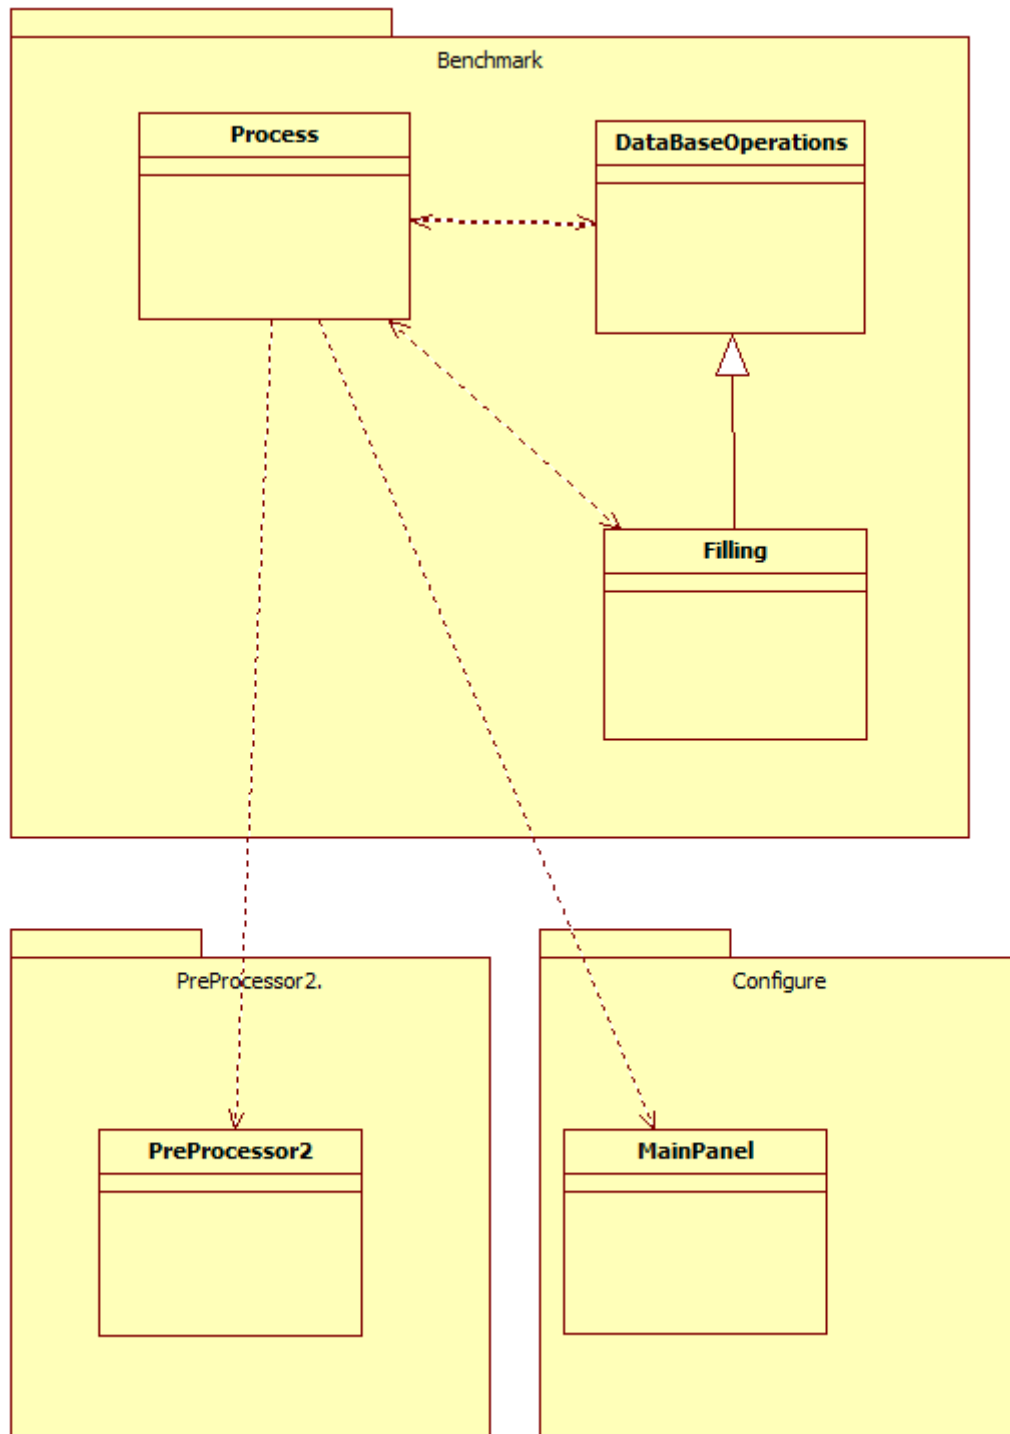 Benchmark
Process
DataBaseOperations
Filling
PreProcessor2.
Configure
PreProcessor2
MainPanel